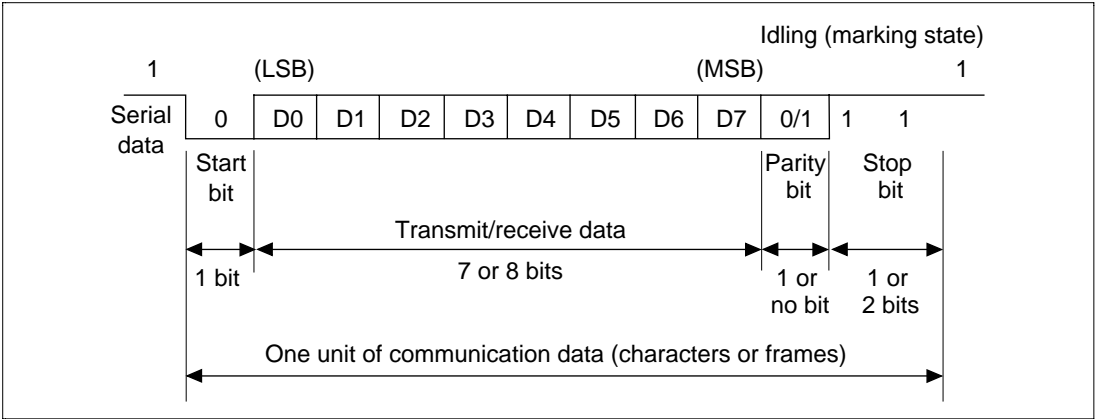 Idling (marking state)
1 (LSB) (MSB) 1
Serial data
0 D0 D1 D2 D3 D4 D5 D6 D7 0/1 1 1
Start bit
Parity bit
Stop bit
Transmit/receive data
1 bit
7 or 8 bits
1 or no bit
1 or 2 bits
One unit of communication data (characters or frames)